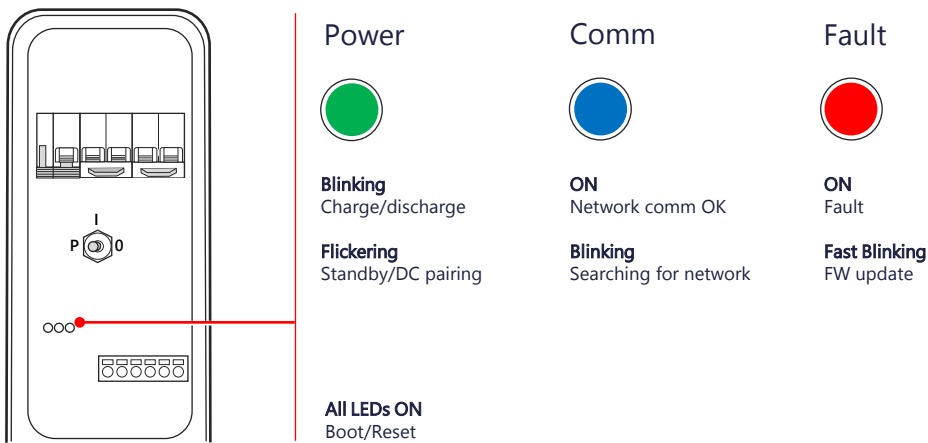 Power
Blinking
Charge/discharge
Flickering
Standby/DC pairing
Comm
ON
Network comm OK
Blinking
Searching for network
Fault
ON
Fault
Fast Blinking
FW update
I
P O
All LEDs ON
Boot/Reset